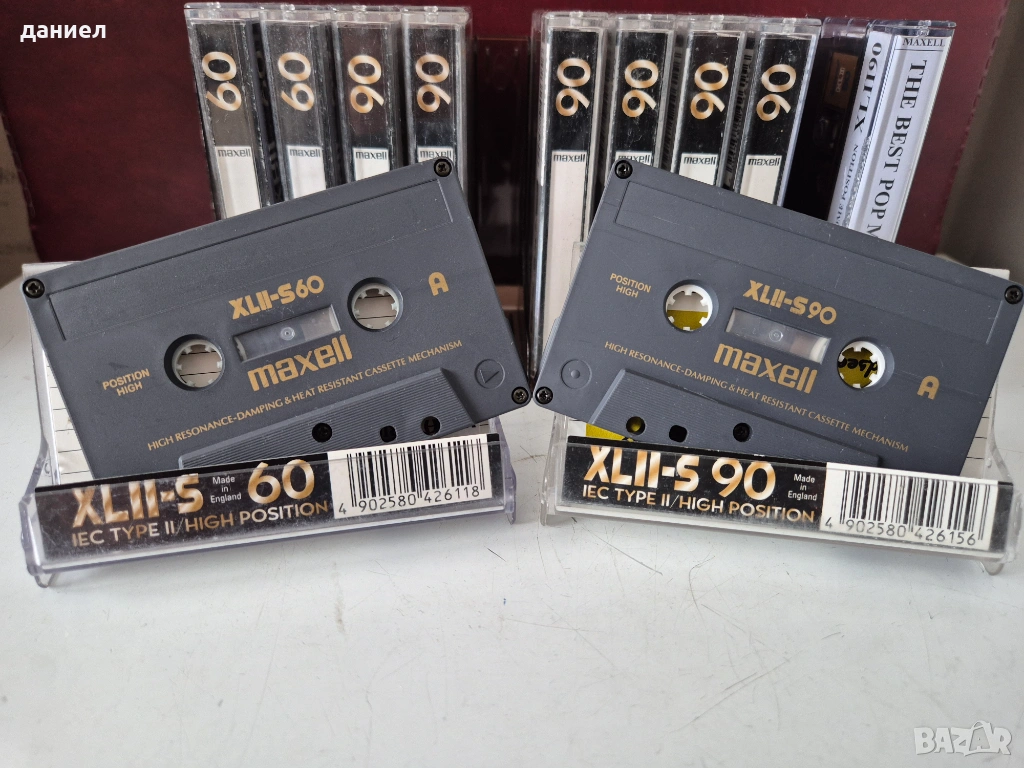 даниел
60
maxell
60
maxell
90
maxell
90
maxell
90
maxell
90
maxell
90
maxell
90
maxell
MAXELL
THE BEST POP M
POSITION
HIGH
XLII-S60
A
maxell
HIGH RESONANCE-DAMPING & HEAT RESISTANT CASSETTE MECHANISM
XLII-S
Made
in
England
60
IEC TYPE II/HIGH POSITION
4 902580 426118
POSITION
HIGH
XLII-S90
A
maxell
HIGH RESONANCE-DAMPING & HEAT RESISTANT CASSETTE MECHANISM
XLII-S 90
Made
in
England
IEC TYPE II/HIGH POSITION
4 902580 426156
BAZAR